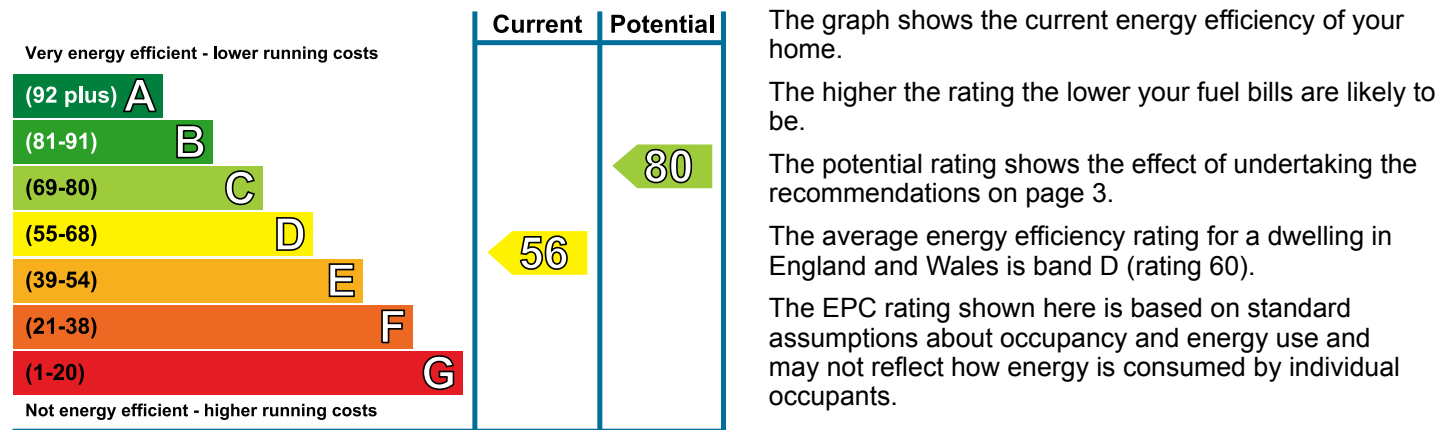 Current Potential
Very energy efficient - lower running costs
(92 plus) A
(81-91) B
(69-80) C
(55-68) D
(39-54) E
(21-38) F
(1-20) G
Not energy efficient - higher running costs
80
56
The graph shows the current energy efficiency of your
home.
The higher the rating the lower your fuel bills are likely to
be.
The potential rating shows the effect of undertaking the
recommendations on page 3.
The average energy efficiency rating for a dwelling in
England and Wales is band D (rating 60).
The EPC rating shown here is based on standard
assumptions about occupancy and energy use and
may not reflect how energy is consumed by individual
occupants.